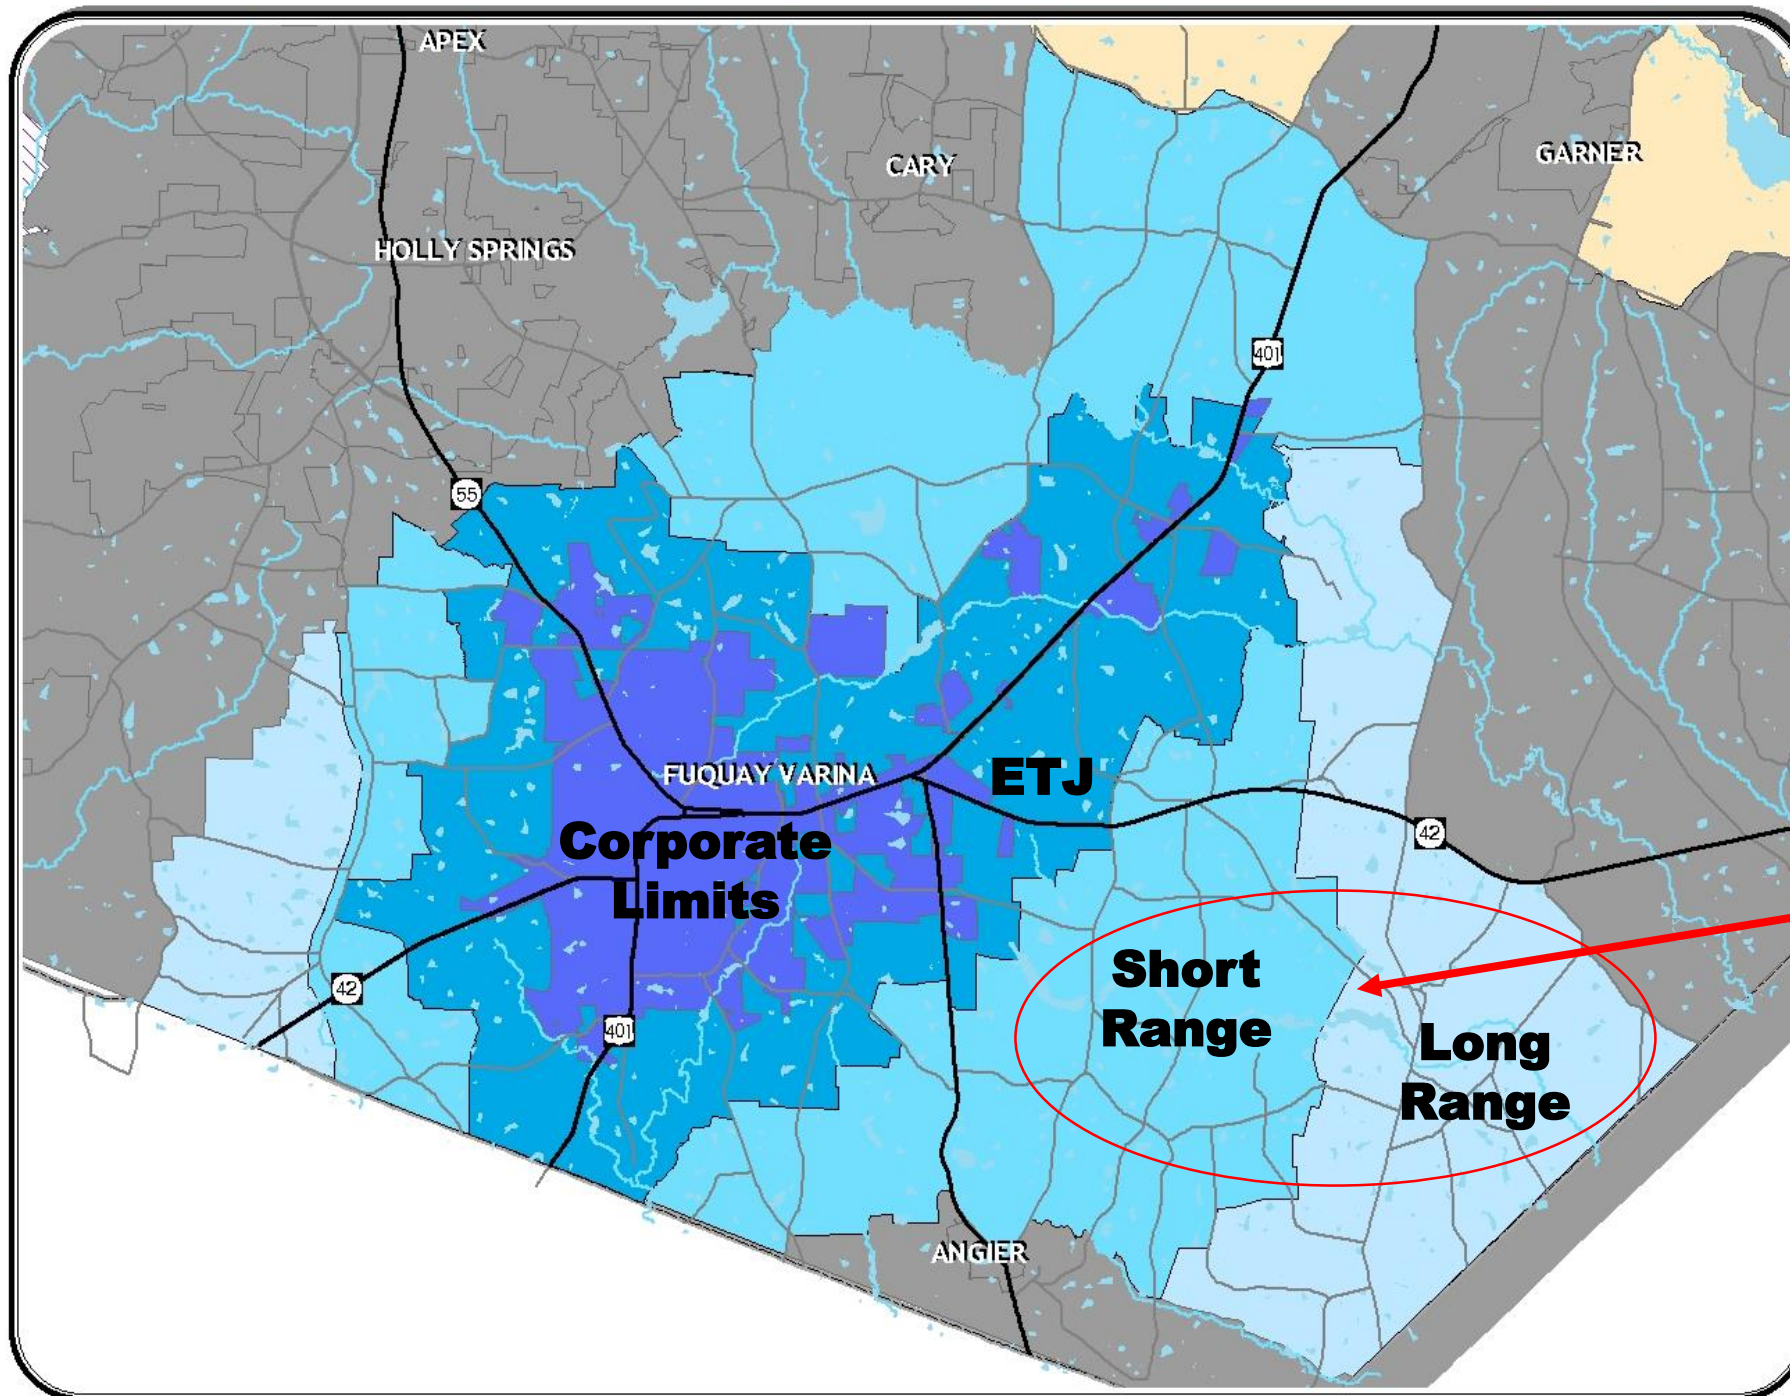 APEX
CARY
GARNER
HOLLY SPRINGS
401
55
FUQUAY VARINA
ETJ
42
Corporate
Limits
Short
Range
42
401
Long
Range
ANGIER